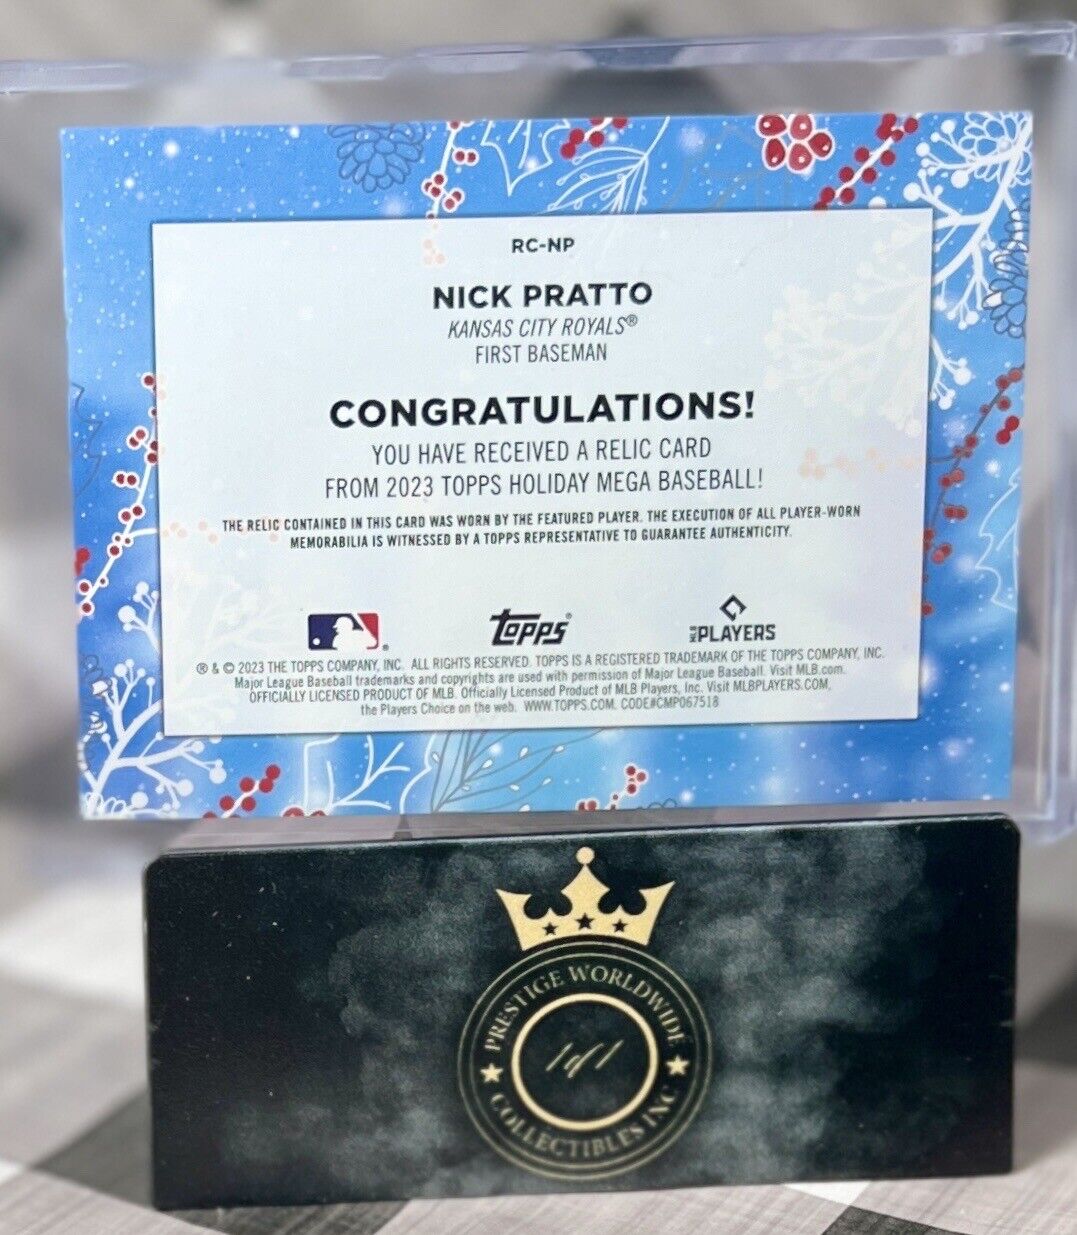 RC-NP
NICK PRATTO
KANSAS CITY ROYALS®
FIRST BASEMAN
CONGRATULATIONS!
YOU HAVE RECEIVED A RELIC CARD
FROM 2023 TOPPS HOLIDAY MEGA BASEBALL!
THE RELIC CONTAINED IN THIS CARD WAS WORN BY THE FEATURED PLAYER. THE EXECUTION OF ALL PLAYER-WORN
MEMORABILIA IS WITNESSED BY A TOPPS REPRESENTATIVE TO GUARANTEE AUTHENTICITY.
® topps® MLB PLAYERS
® & © 2023 THE TOPPS COMPANY, INC. ALL RIGHTS RESERVED. TOPPS IS A REGISTERED TRADEMARK OF THE TOPPS COMPANY, INC.
Major League Baseball trademarks and copyrights are used with permission of Major League Baseball. Visit MLB.com.
OFFICIALLY LICENSED PRODUCT OF MLB. Officially Licensed Product of MLB Players, Inc. Visit MLBPLAYERS.COM,
the Players Choice on the web. WWW.TOPPS.COM. CODE#CMP067518
PRESTIGE WORLDWIDE
1of1
COLLECTIBLES INC